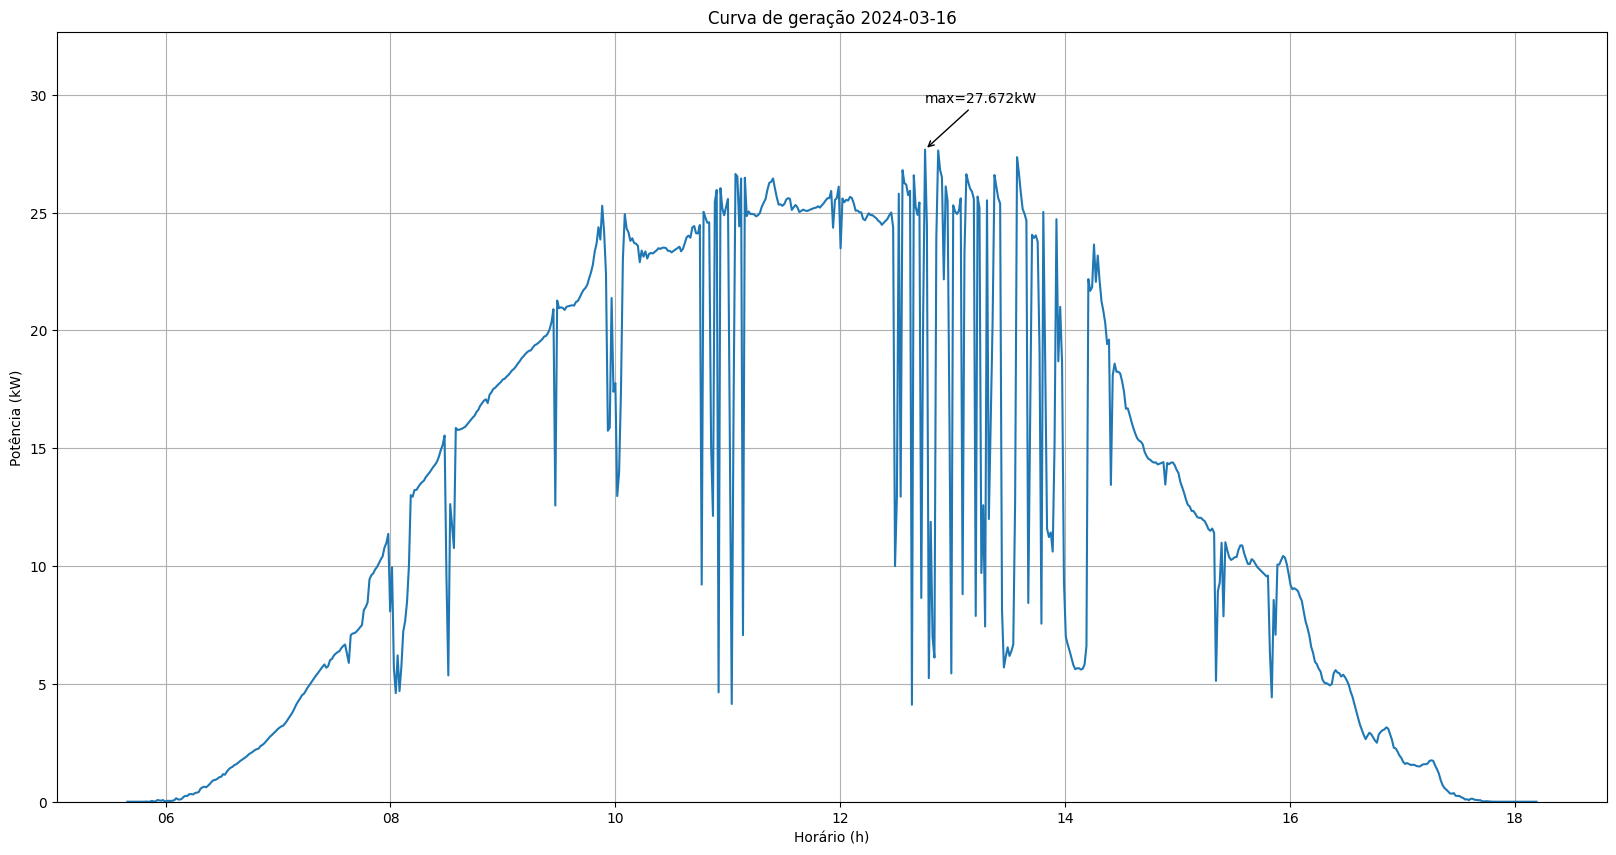 Curva de geração 2024-03-16
max=27.672kW
Potência (kW)
30
25
20
15
10
5
0
06 08 10 12 14 16 18
Horário (h)